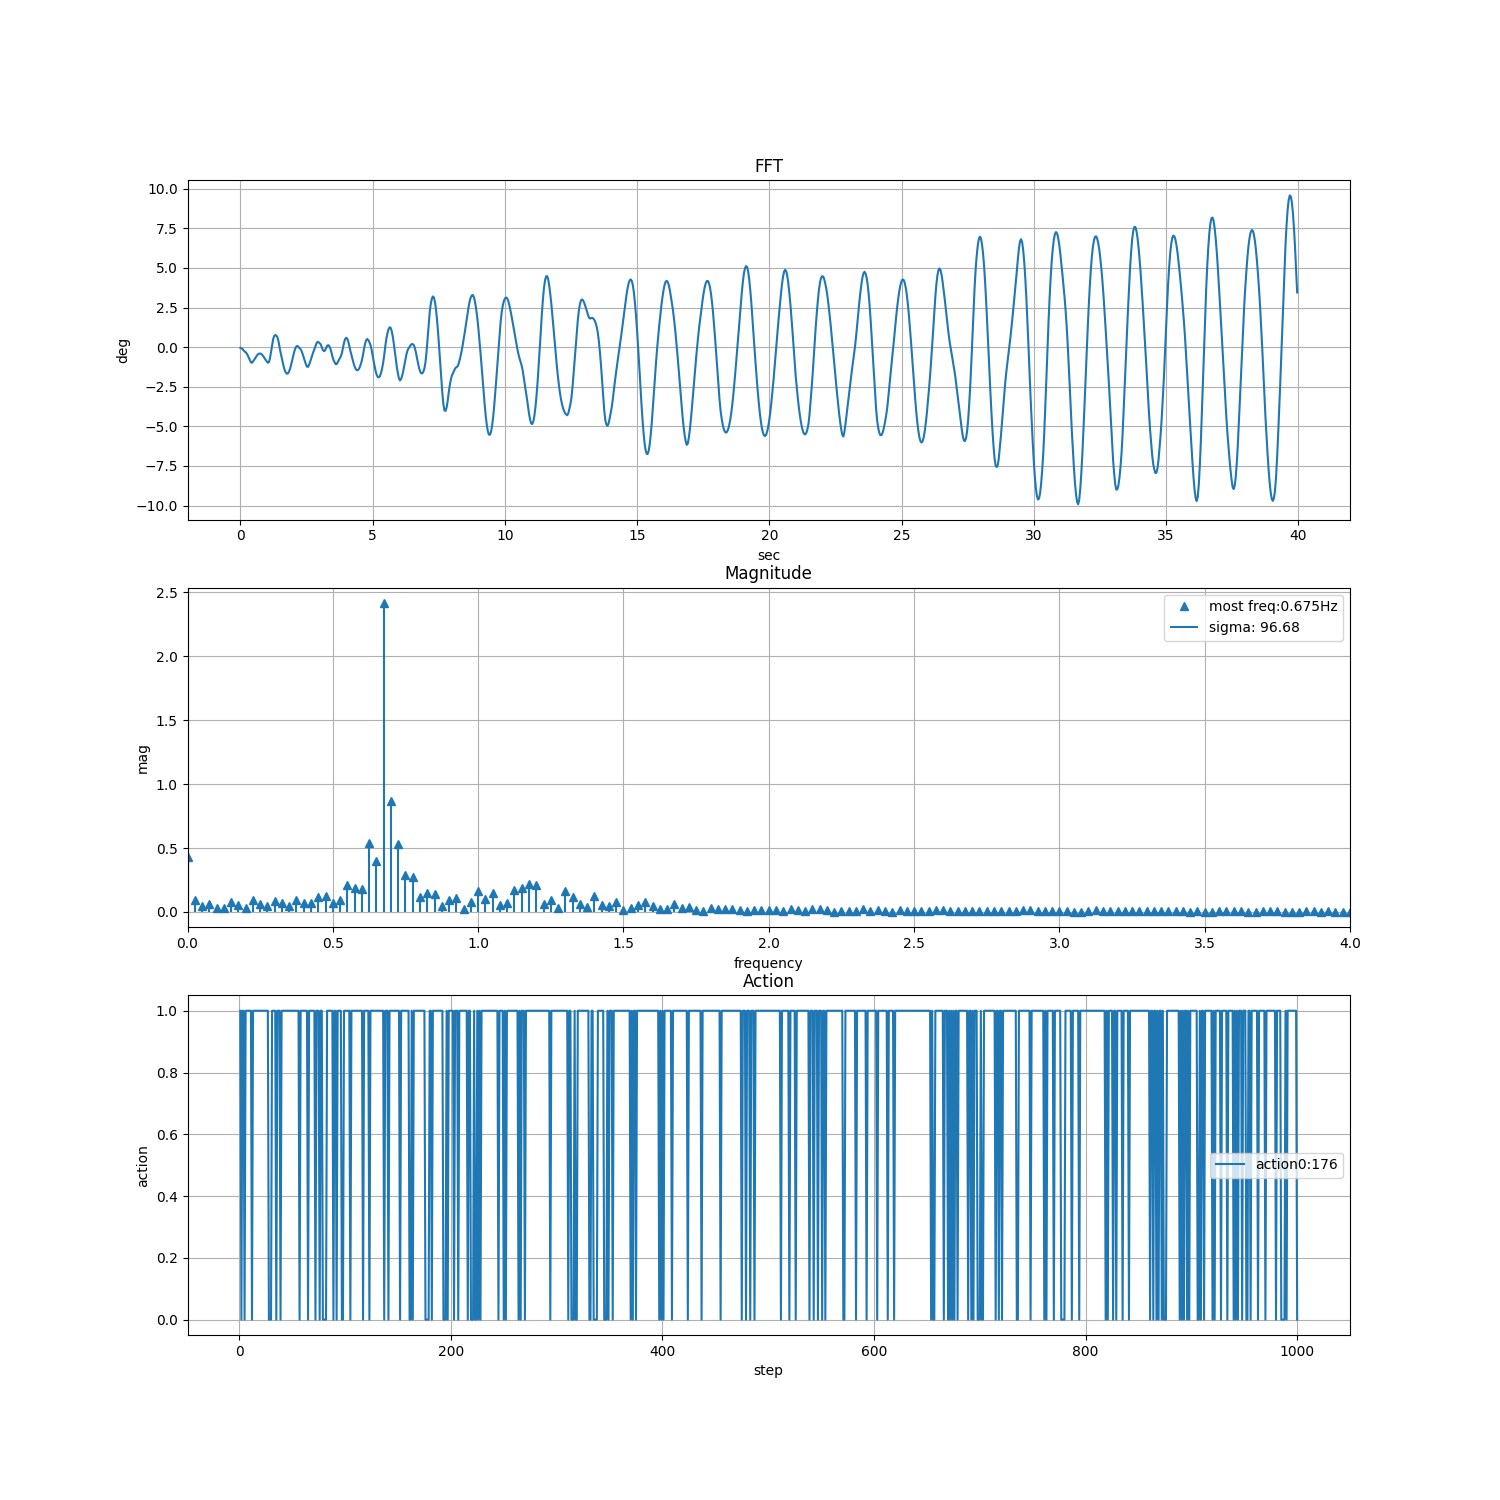 FFT
10.0
7.5
5.0
2.5
0.0
−2.5
−5.0
−7.5
−10.0
deg
0 5 10 15 20 25 30 35 40
sec
Magnitude
2.5
2.0
1.5
1.0
0.5
0.0
mag
most freq:0.675Hz
sigma: 96.68
0.0 0.5 1.0 1.5 2.0 2.5 3.0 3.5 4.0
frequency
Action
1.0
0.8
0.6
0.4
0.2
0.0
action
action0:176
0 200 400 600 800 1000
step